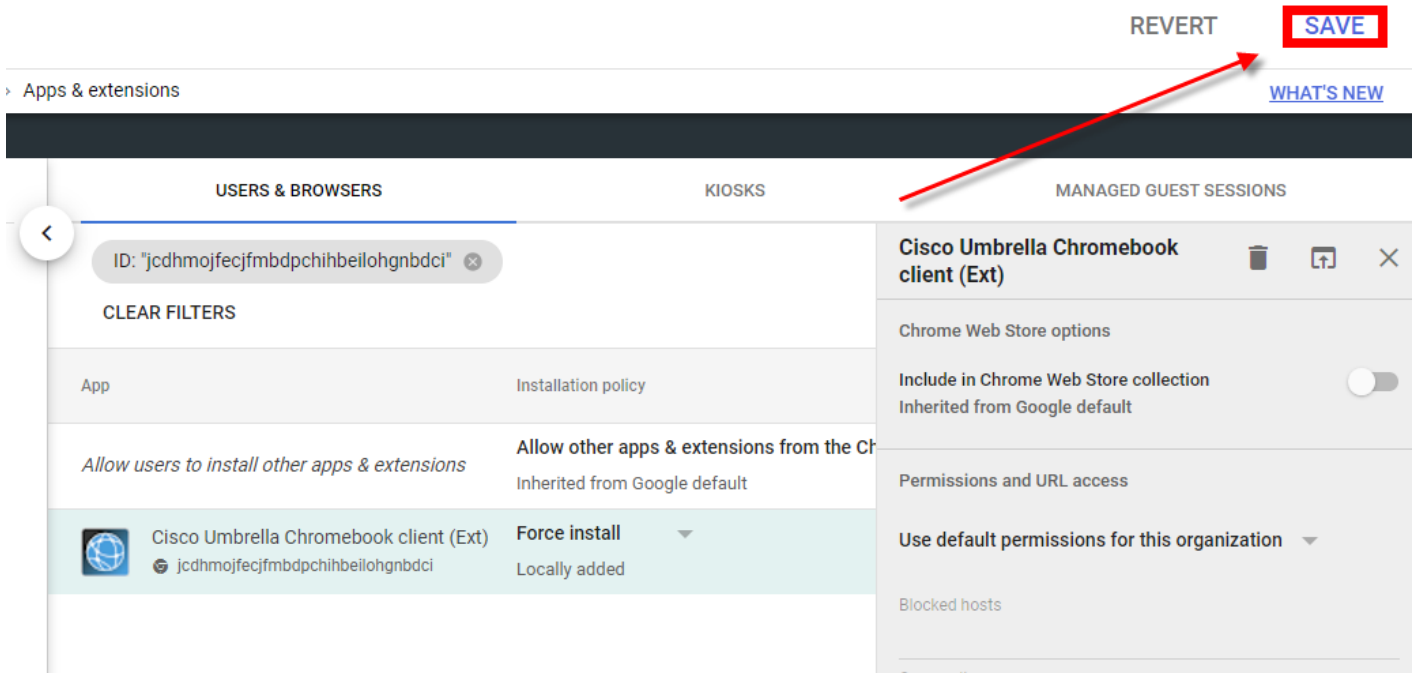 REVERT
SAVE
› Apps & extensions
WHAT'S NEW
USERS & BROWSERS
KIOSKS
MANAGED GUEST SESSIONS
ID: "jcdhmojfecjfmbdpchihbeilohgnbdci"
CLEAR FILTERS
App
Installation policy
Allow users to install other apps & extensions
Allow other apps & extensions from the Ch
Inherited from Google default
Cisco Umbrella Chromebook client (Ext)
jcdhmojfecjfmbdpchihbeilohgnbdci
Force install
Locally added
Cisco Umbrella Chromebook
client (Ext)
Chrome Web Store options
Include in Chrome Web Store collection
Inherited from Google default
Permissions and URL access
Use default permissions for this organization
Blocked hosts